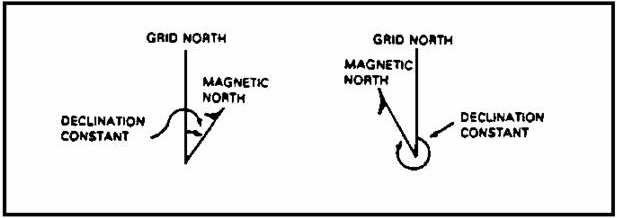 GRID NORTH
MAGNETIC
NORTH
DECLINATION
CONSTANT
GRID NORTH
MAGNETIC
NORTH
DECLINATION
CONSTANT